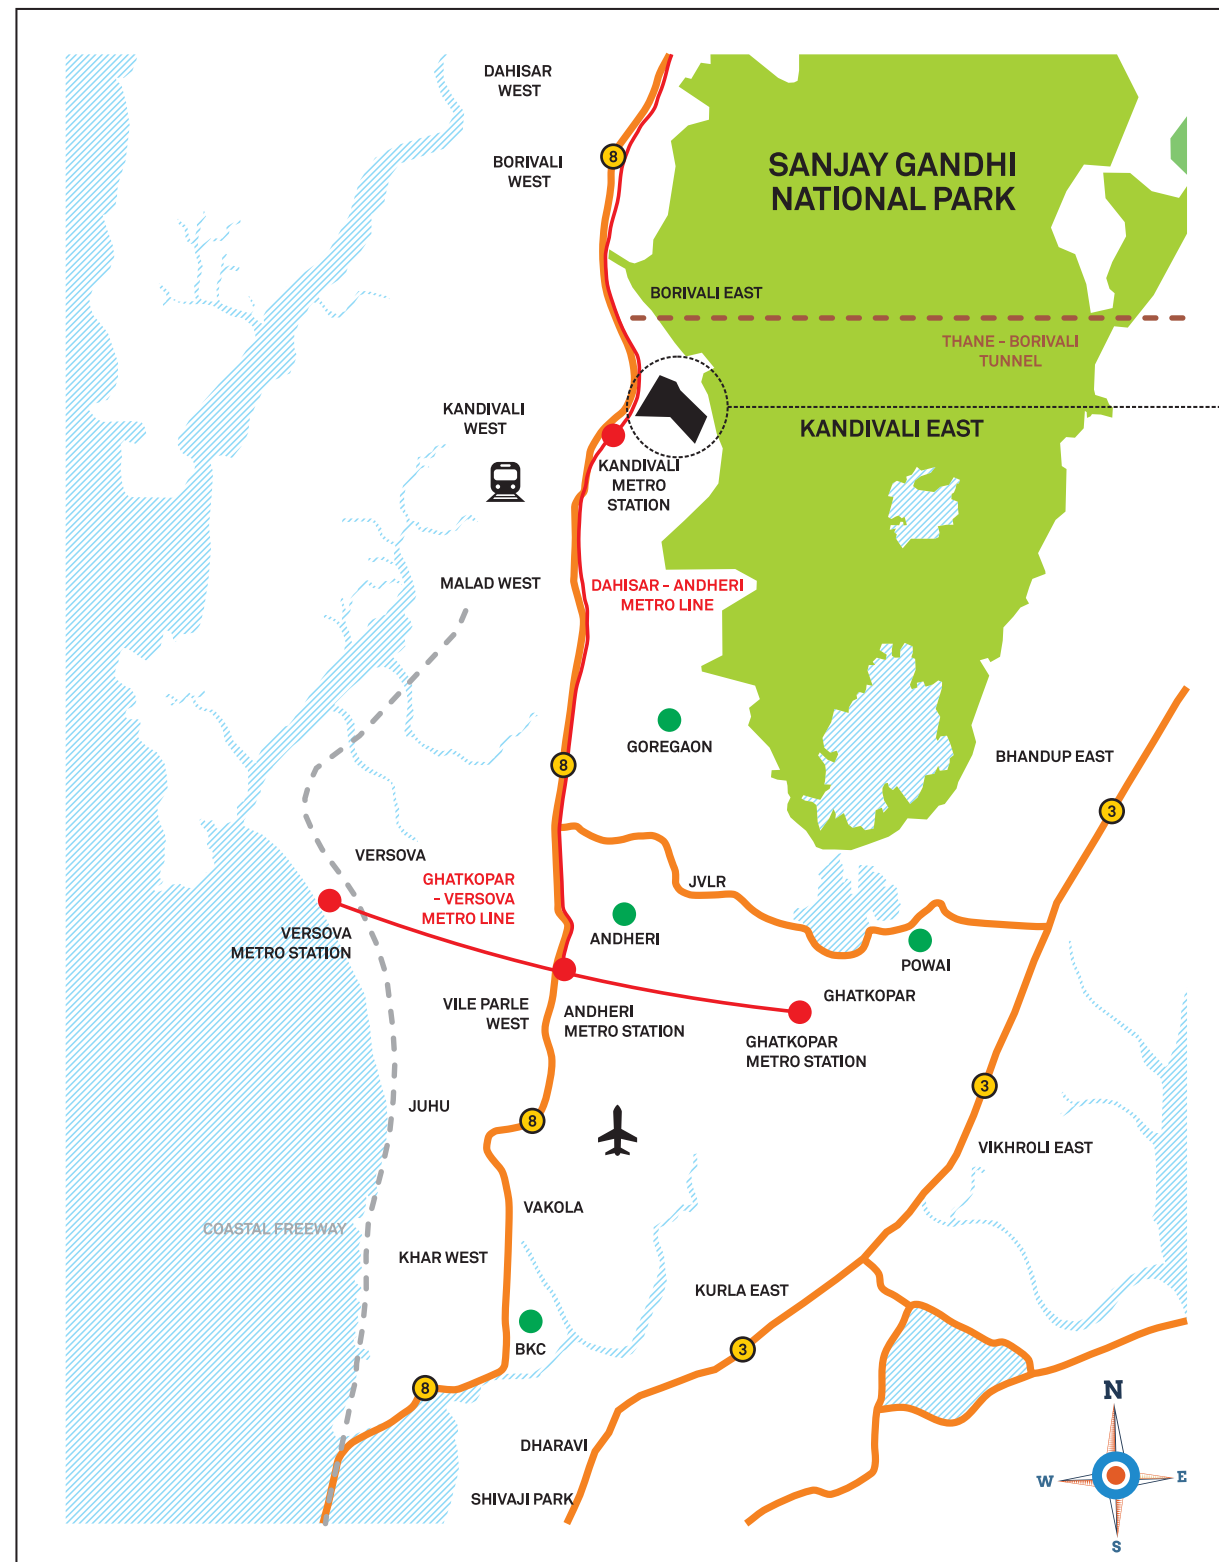 DAHISAR
WEST
8
BORIVALI
WEST
SANJAY GANDHI
NATIONAL PARK
BORIVALI EAST
THANE - BORIVALI
TUNNEL
KANDIVALI
WEST
KANDIVALI EAST
KANDIVALI
METRO
STATION
MALAD WEST
DAHISAR - ANDHERI
METRO LINE
GOREGAON
8
BHANDUP EAST
3
VERSOVA
GHATKOPAR
- VERSOVA
METRO LINE
JVLR
VERSOVA
METRO STATION
ANDHERI
POWAI
VILE PARLE
WEST
ANDHERI
METRO STATION
GHATKOPAR
GHATKOPAR
METRO STATION
3
JUHU
8
VIKHROLI EAST
VAKOLA
COASTAL FREEWAY
KHAR WEST
KURLA EAST
BKC
3
8
N
W
E
S
DHARAVI
SHIVAJI PARK